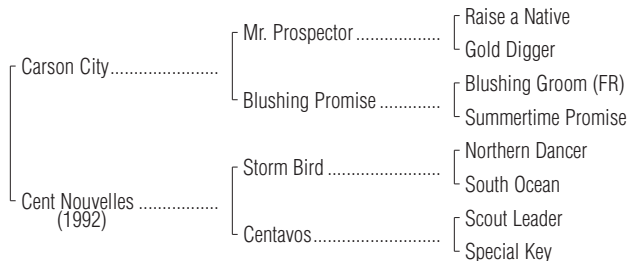 Raise a Native
Mr. Prospector ..................
Gold Digger
Carson City.......................
Blushing Groom (FR)
Blushing Promise .............
Summertime Promise
Northern Dancer
Storm Bird ........................
South Ocean
Cent Nouvelles .................
(1992)
Scout Leader
Centavos...........................
Special Key